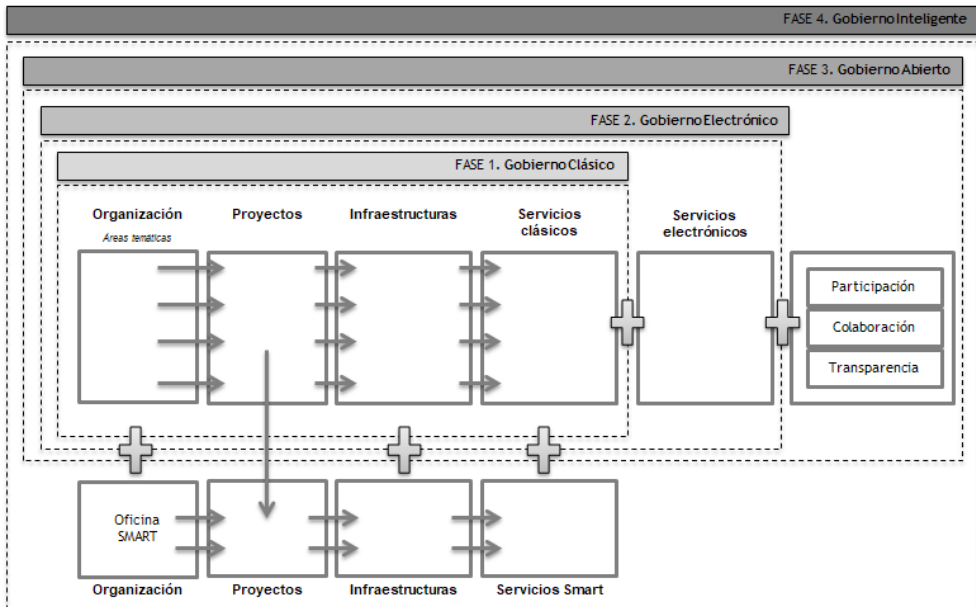 FASE 4. Gobierno Inteligente
FASE 3. Gobierno Abierto
FASE 2. Gobierno Electrónico
FASE 1. Gobierno Clásico
Organización
Áreas temáticas
Proyectos
Infraestructuras
Servicios
clásicos
Servicios
electrónicos
Participación
Colaboración
Transparencia
Oficina
SMART
Organización
Proyectos
Infraestructuras
Servicios Smart